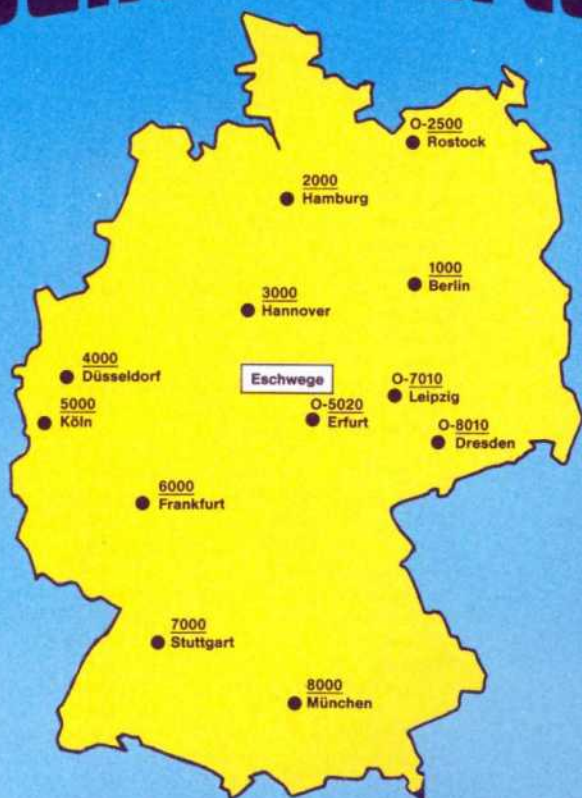 O-2500
Rostock
2000
Hamburg
1000
Berlin
3000
Hannover
4000
Düsseldorf
Eschwege
O-7010
Leipzig
5000
Köln
O-5020
Erfurt
O-8010
Dresden
6000
Frankfurt
7000
Stuttgart
8000
München